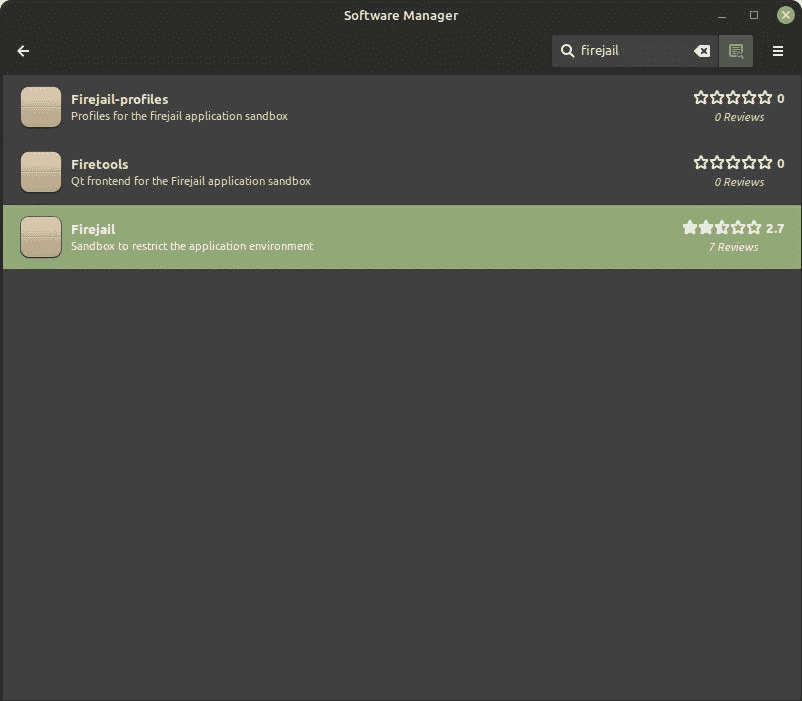 Software Manager
firejail
Firejail-profiles
Profiles for the firejail application sandbox
0
0 Reviews
Firetools
Qt frontend for the Firejail application sandbox
0
0 Reviews
Firejail
Sandbox to restrict the application environment
2.7
7 Reviews